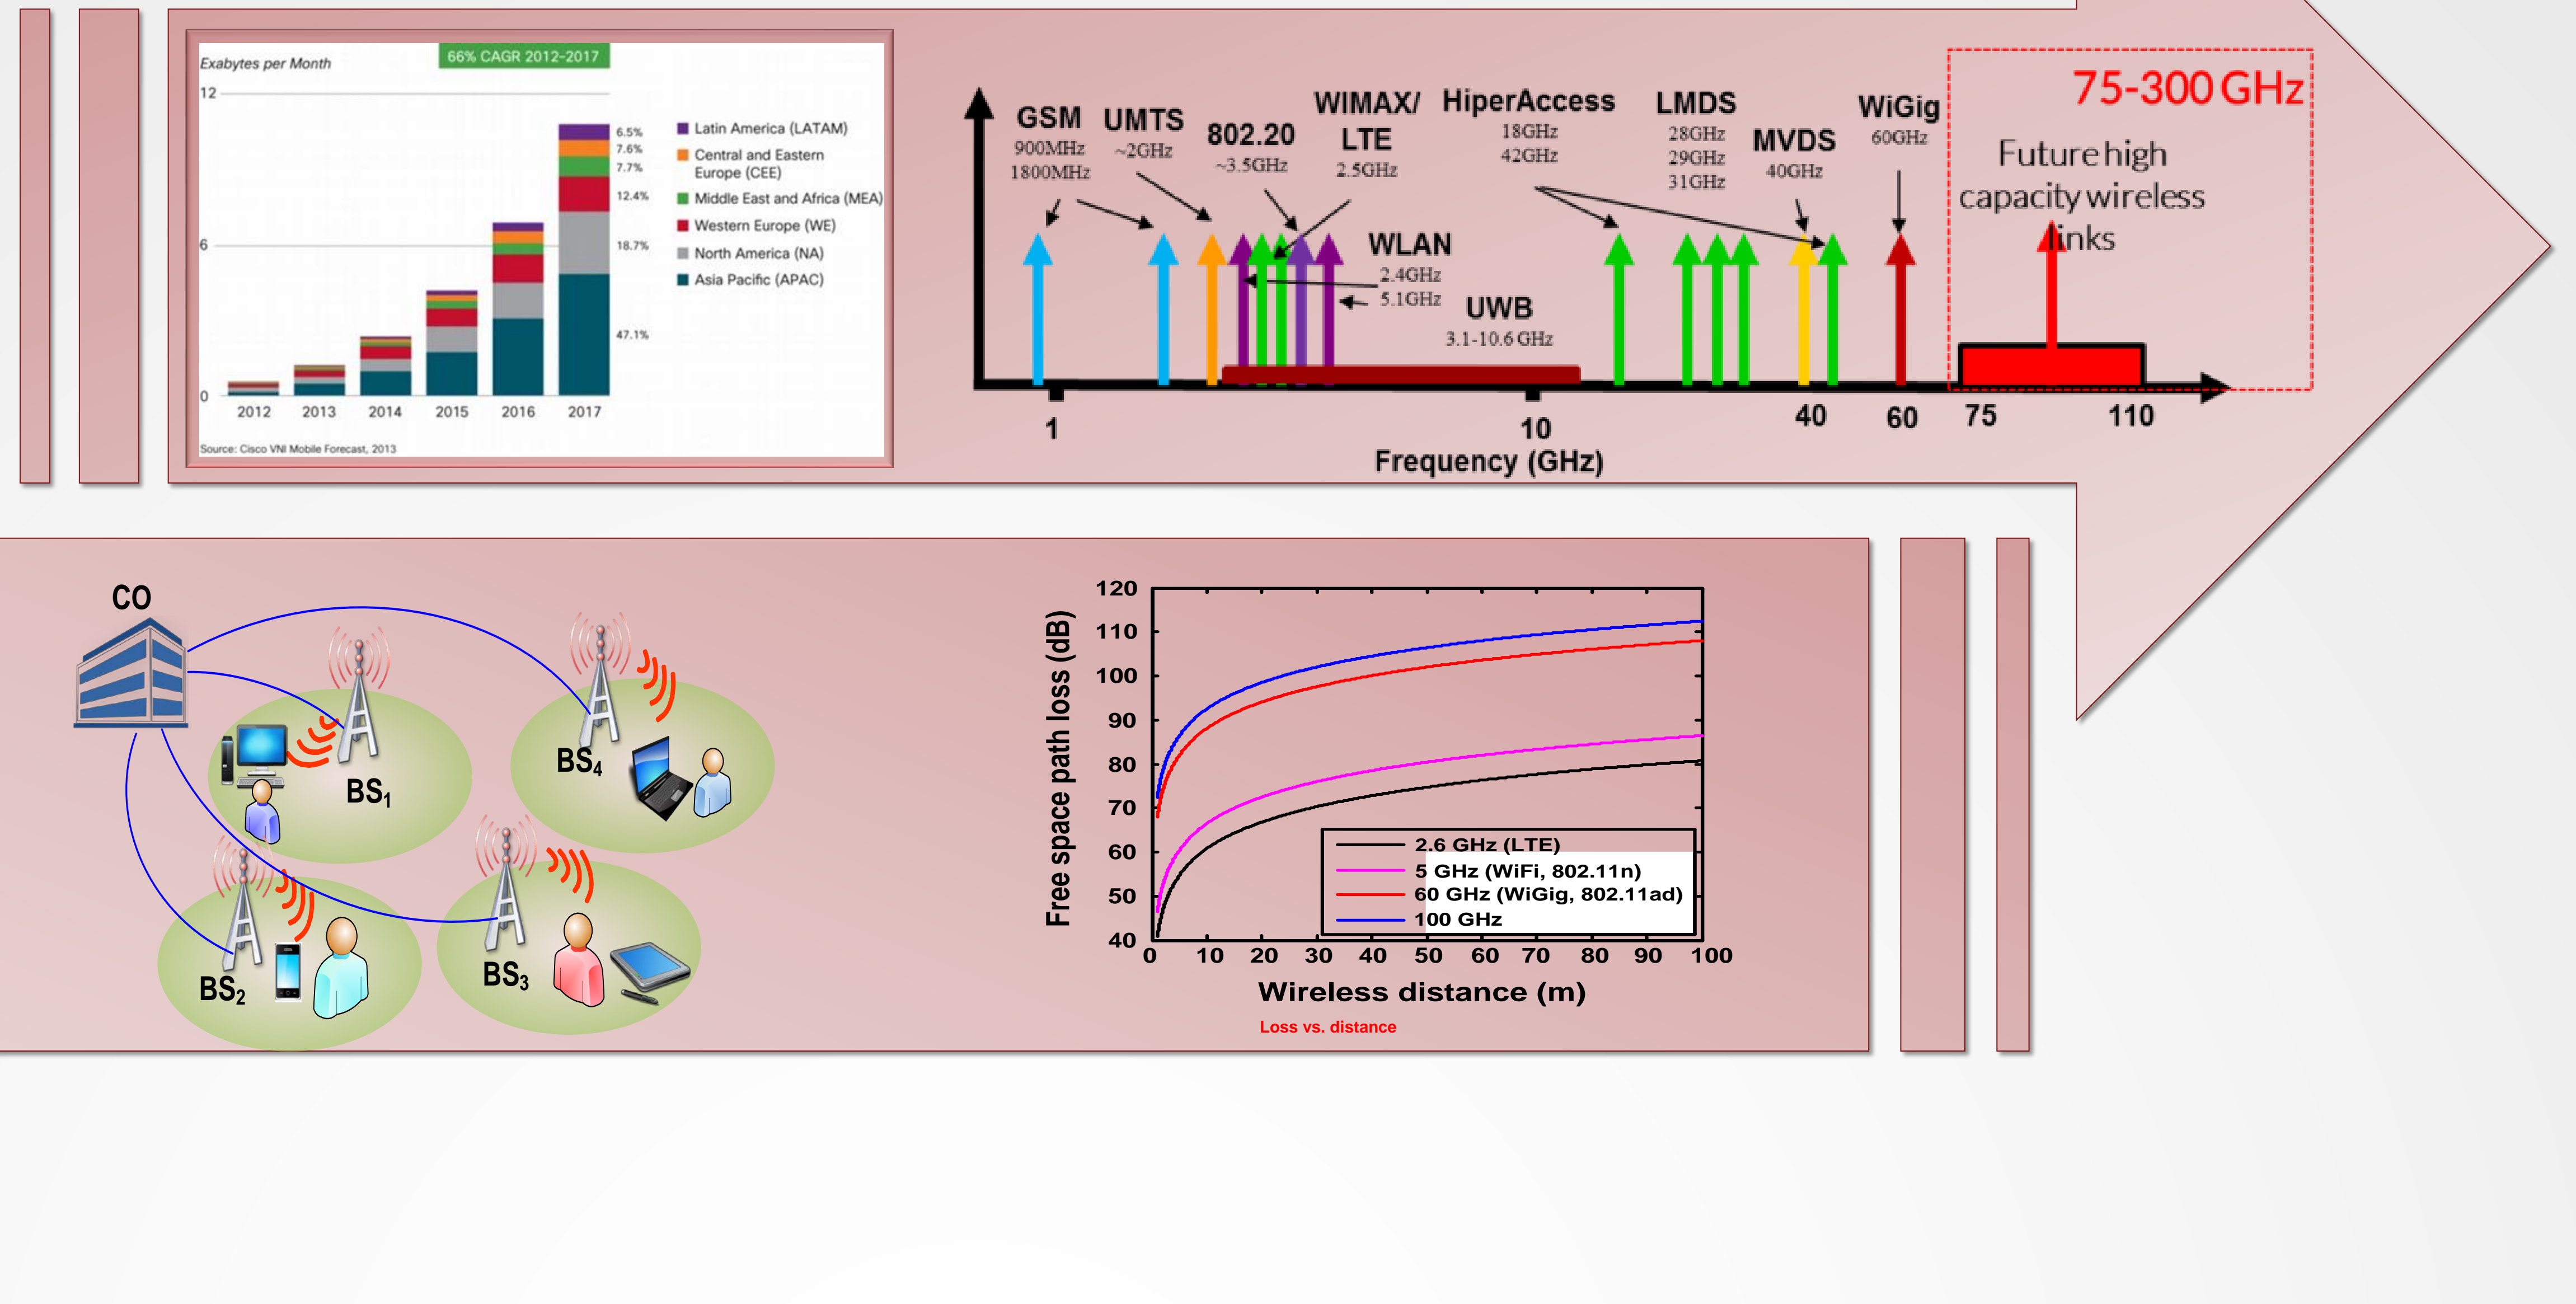 Exabytes per Month
66% CAGR 2012–2017
12
6
0
2012 2013 2014 2015 2016 2017
6.5%
7.6%
7.7%
12.4%
18.7%
47.1%
Latin America (LATAM)
Central and Eastern
Europe (CEE)
Middle East and Africa (MEA)
Western Europe (WE)
North America (NA)
Asia Pacific (APAC)
Source: Cisco VNI Mobile Forecast, 2013
GSM
900MHz
1800MHz
UMTS
~2GHz
802.20
~3.5GHz
WIMAX/
LTE
2.5GHz
HiperAccess
18GHz
42GHz
LMDS
28GHz
29GHz
31GHz
MVDS
40GHz
WiGig
60GHz
75-300 GHz
Future high
capacity wireless
links
WLAN
2.4GHz
5.1GHz
UWB
3.1-10.6 GHz
1 10 40 60 75 110
Frequency (GHz)
CO
BS1
BS4
BS2
BS3
Free space path loss (dB)
120
110
100
90
80
70
60
50
40
2.6 GHz (LTE)
5 GHz (WiFi, 802.11n)
60 GHz (WiGig, 802.11ad)
100 GHz
0 10 20 30 40 50 60 70 80 90 100
Wireless distance (m)
Loss vs. distance